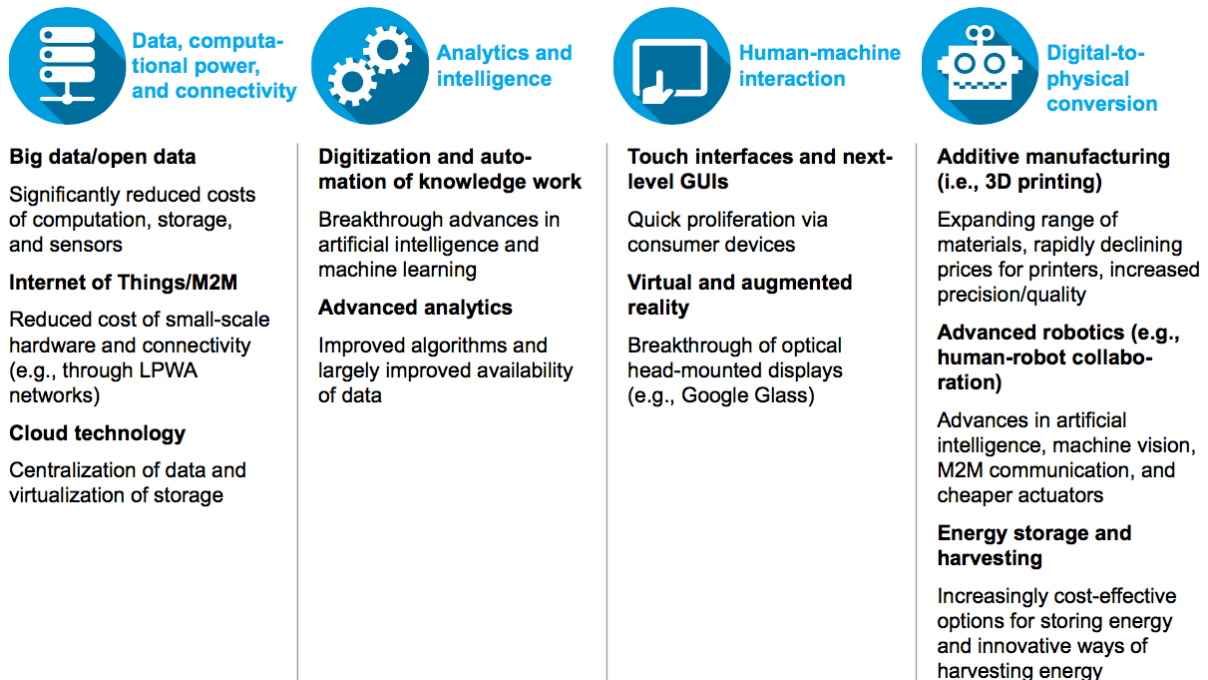 Data, computa-
tional power,
and connectivity
Big data/open data
Significantly reduced costs
of computation, storage,
and sensors
Internet of Things/M2M
Reduced cost of small-scale
hardware and connectivity
(e.g., through LPWA
networks)
Cloud technology
Centralization of data and
virtualization of storage
Analytics and
intelligence
Digitization and auto-
mation of knowledge work
Breakthrough advances in
artificial intelligence and
machine learning
Advanced analytics
Improved algorithms and
largely improved availability
of data
Human-machine
interaction
Touch interfaces and next-
level GUIs
Quick proliferation via
consumer devices
Virtual and augmented
reality
Breakthrough of optical
head-mounted displays
(e.g., Google Glass)
Digital-to-
physical
conversion
Additive manufacturing
(i.e., 3D printing)
Expanding range of
materials, rapidly declining
prices for printers, increased
precision/quality
Advanced robotics (e.g.,
human-robot collabo-
ration)
Advances in artificial
intelligence, machine vision,
M2M communication, and
cheaper actuators
Energy storage and
harvesting
Increasingly cost-effective
options for storing energy
and innovative ways of
harvesting energy